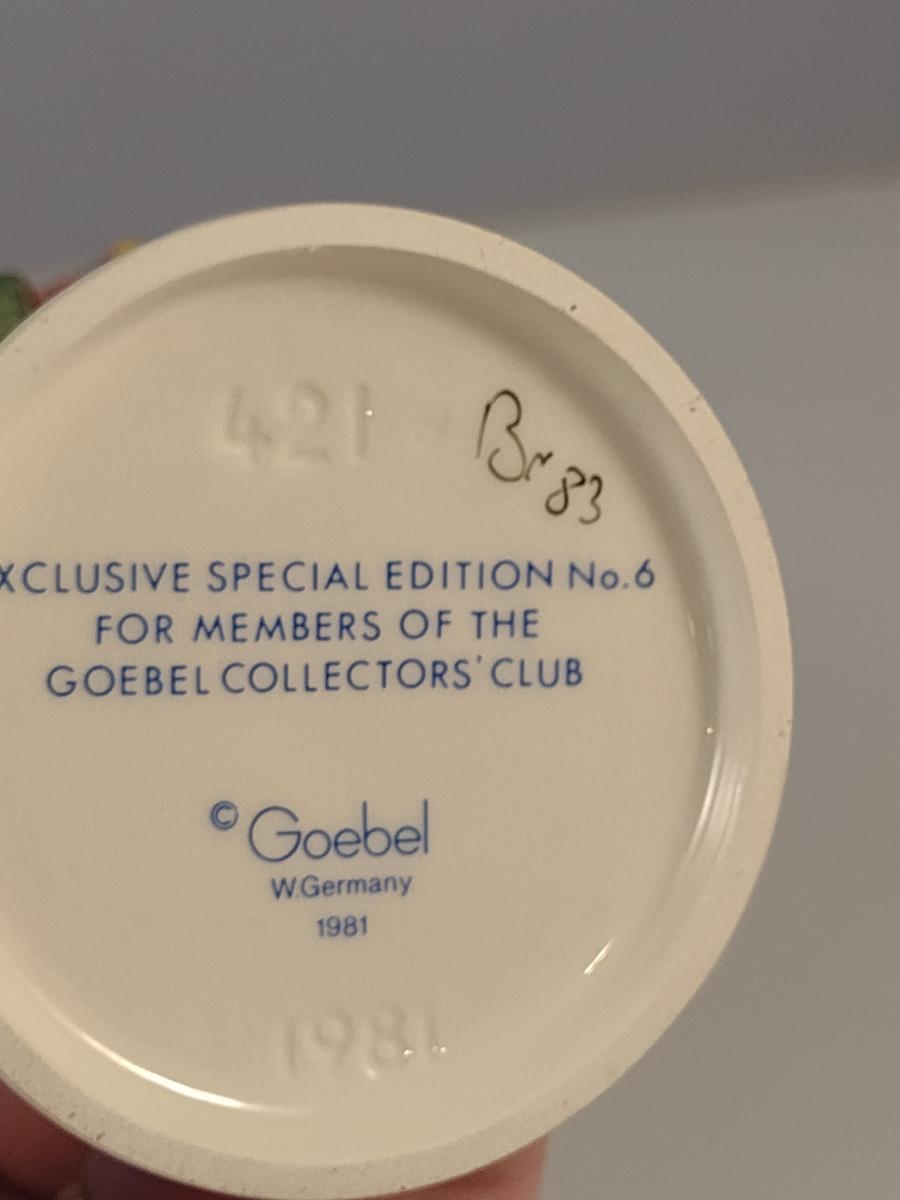 421
Br 83
XCLUSIVE SPECIAL EDITION No.6
FOR MEMBERS OF THE
GOEBEL COLLECTORS' CLUB
© Goebel
W.Germany
1981
1981